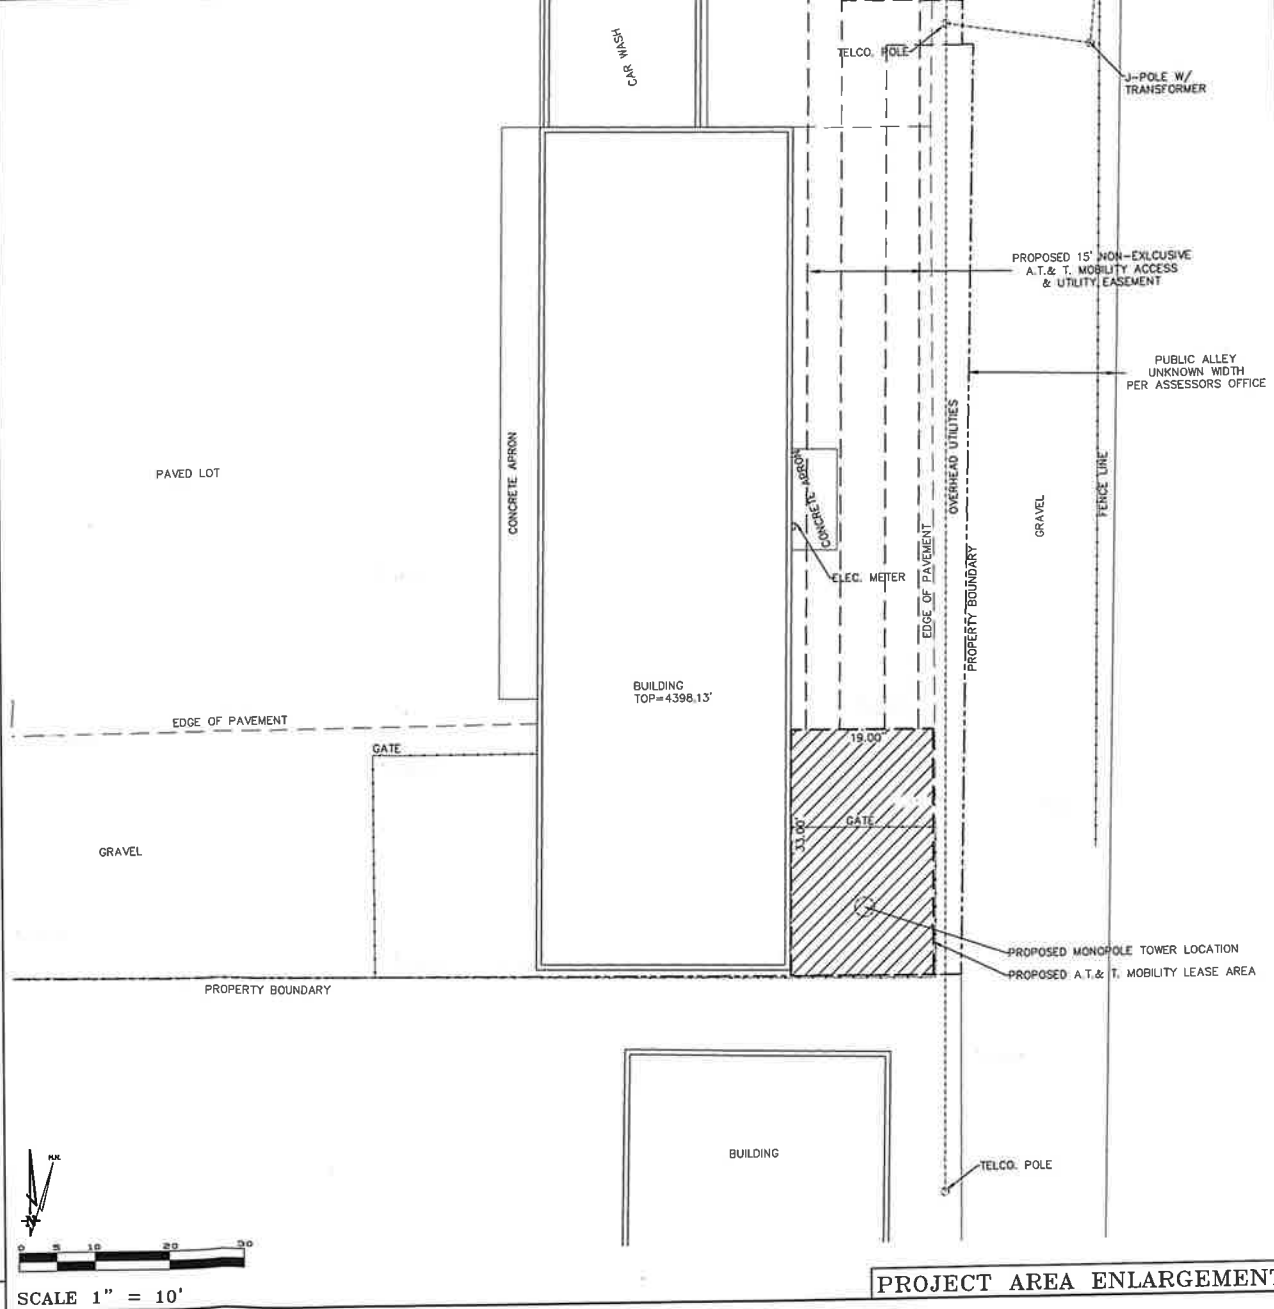 CAR WASH
TELCO. POLE
J-POLE W/
TRANSFORMER
PROPOSED 15' NON-EXLCUSIVE
A.T.& T. MOBILITY ACCESS
& UTILITY EASEMENT
PUBLIC ALLEY
UNKNOWN WIDTH
PER ASSESSORS OFFICE
OVERHEAD UTILITIES
FENCE LINE
GRAVEL
CONCRETE APRON
PAVED LOT
CONCRETE APRON
ELEC. METER
EDGE OF PAVEMENT
PROPERTY BOUNDARY
BUILDING
TOP=4398.13'
EDGE OF PAVEMENT
GATE
19.00'
33.00'
GATE
GRAVEL
PROPOSED MONOPOLE TOWER LOCATION
PROPOSED A.T.& T. MOBILITY LEASE AREA
PROPERTY BOUNDARY
BUILDING
TELCO. POLE
N
0 5 10 20 30
SCALE 1" = 10'
PROJECT AREA ENLARGEMENT